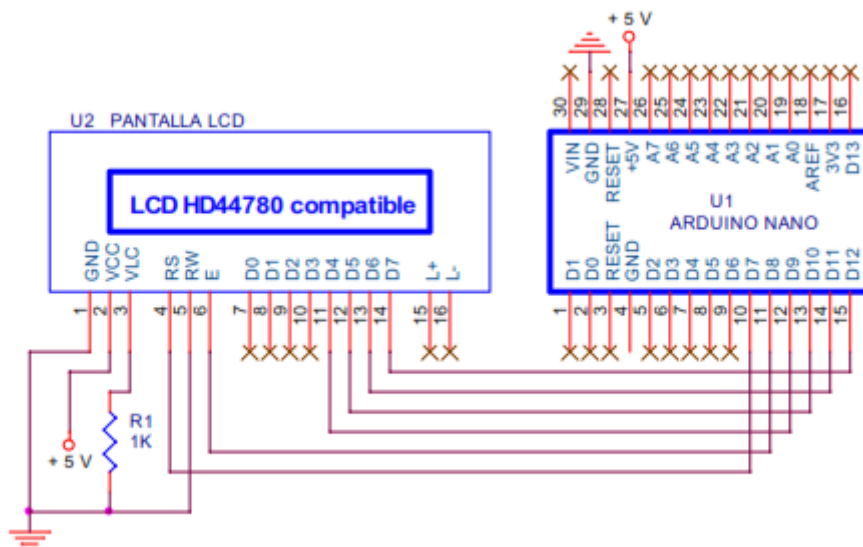 + 5 V
30 29 28 27 26 25 24 23 22 21 20 19 18 17 16
VIN GND RESET +5V A7 A6 A5 A4 A3 A2 A1 A0 AREF 3V3 D13
U2 PANTALLA LCD
LCD HD44780 compatible
U1
ARDUINO NANO
GND VCC VLC RS RW E D0 D1 D2 D3 D4 D5 D6 D7 L+ L-
1 2 3 4 5 6 7 8 9 10 11 12 13 14 15 16
D1 D0 RESET GND D2 D3 D4 D5 D6 D7 D8 D9 D10 D11 D12
1 2 3 4 5 6 7 8 9 10 11 12 13 14 15
R1
1K
+ 5 V